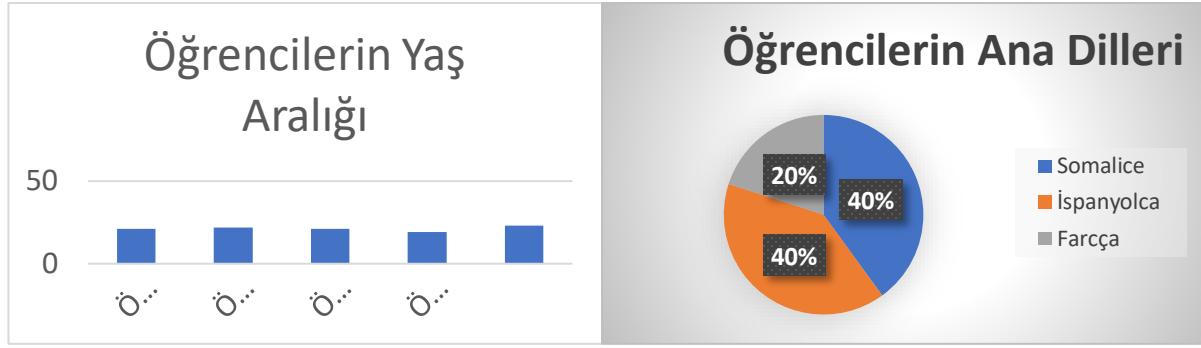 Öğrencilerin Yaş
Aralığı
50
0
Ö...
Ö...
Ö...
Ö...
Öğrencilerin Ana Dilleri
20%
40%
40%
Somalice
İspanyolca
Farcça